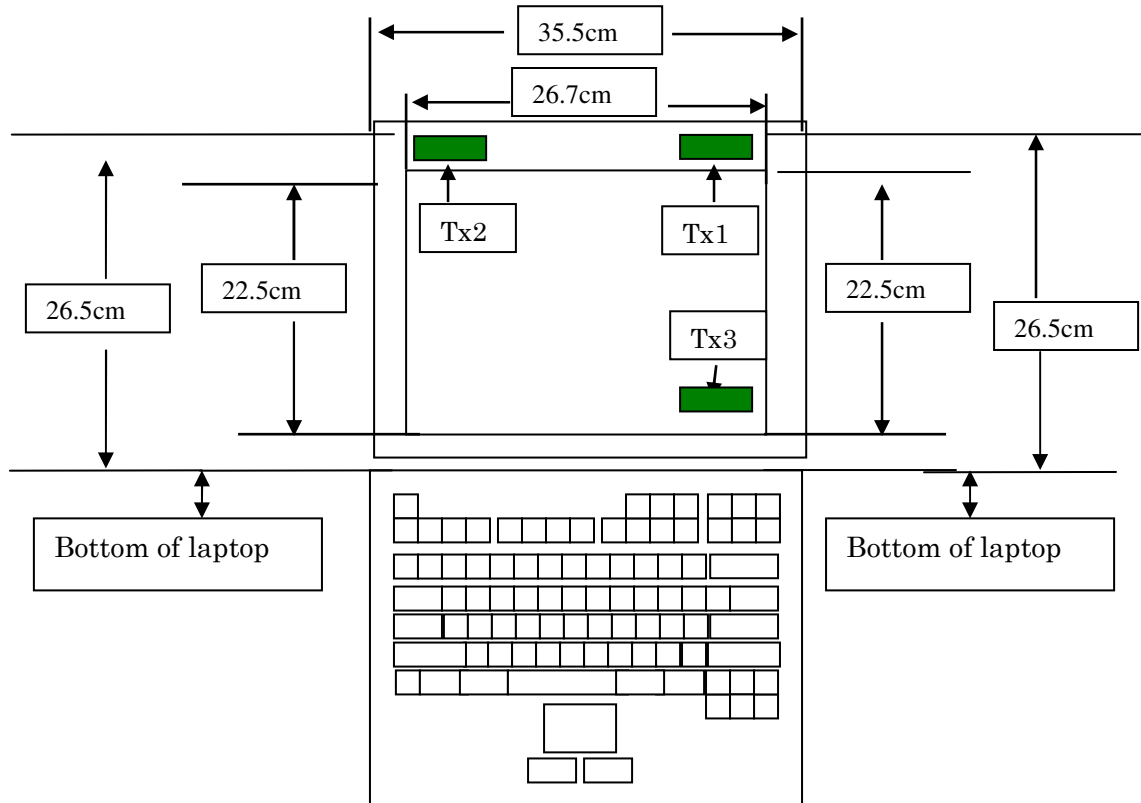 35.5cm
26.7cm
Tx2
Tx1
26.5cm
22.5cm
22.5cm
26.5cm
Tx3
Bottom of laptop
Bottom of laptop